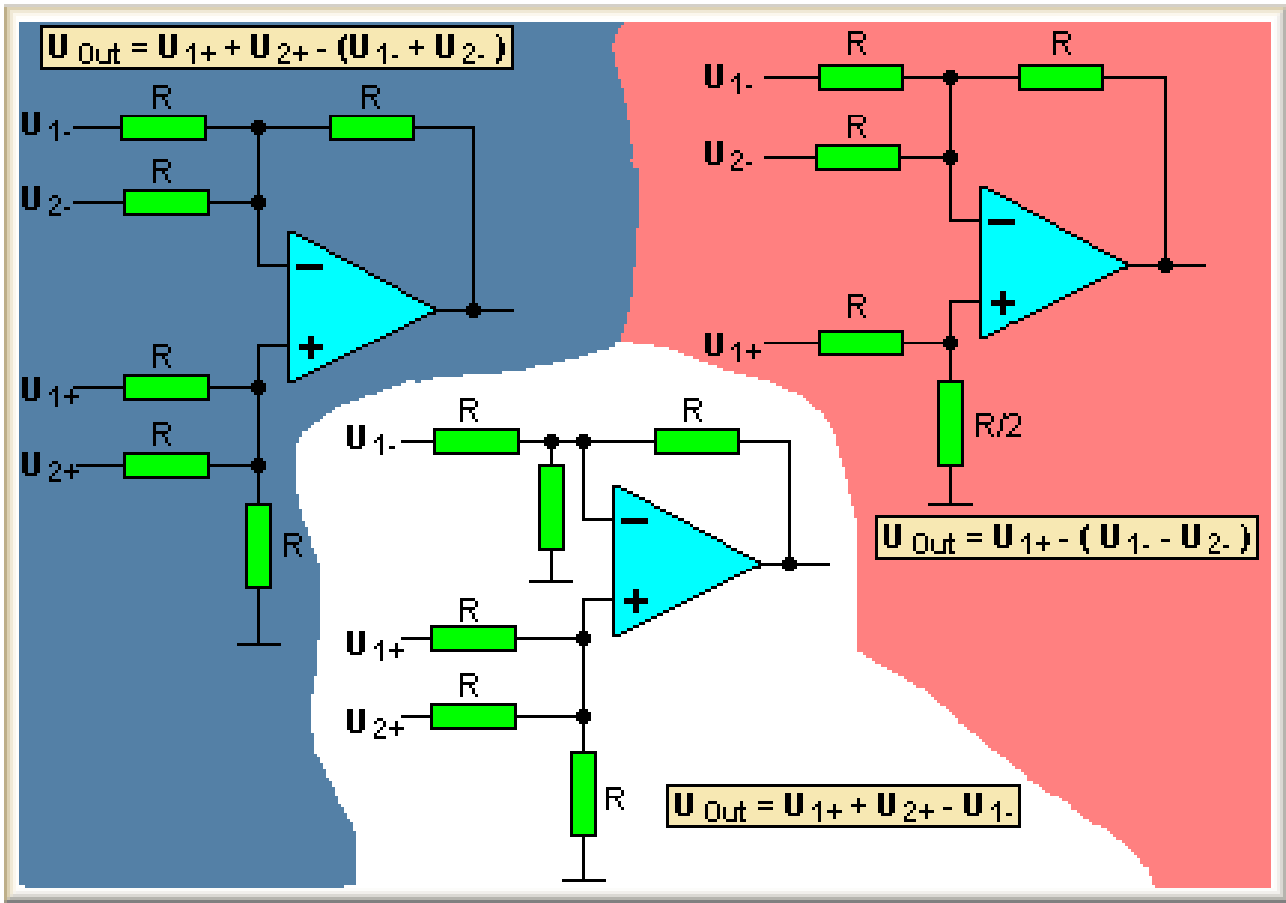 U Out = U 1+ + U 2+ - (U 1- + U 2- )
R R
U 1-
R
U 2-
- +
R
U 1+
R
U 2+
R
R R
U 1-
R
U 2-
- +
R
U 1+
R/2
U Out = U 1+ - ( U 1- - U 2- )
R R
U 1-
- +
R
U 1+
R
U 2+
R
U Out = U 1+ + U 2+ - U 1-